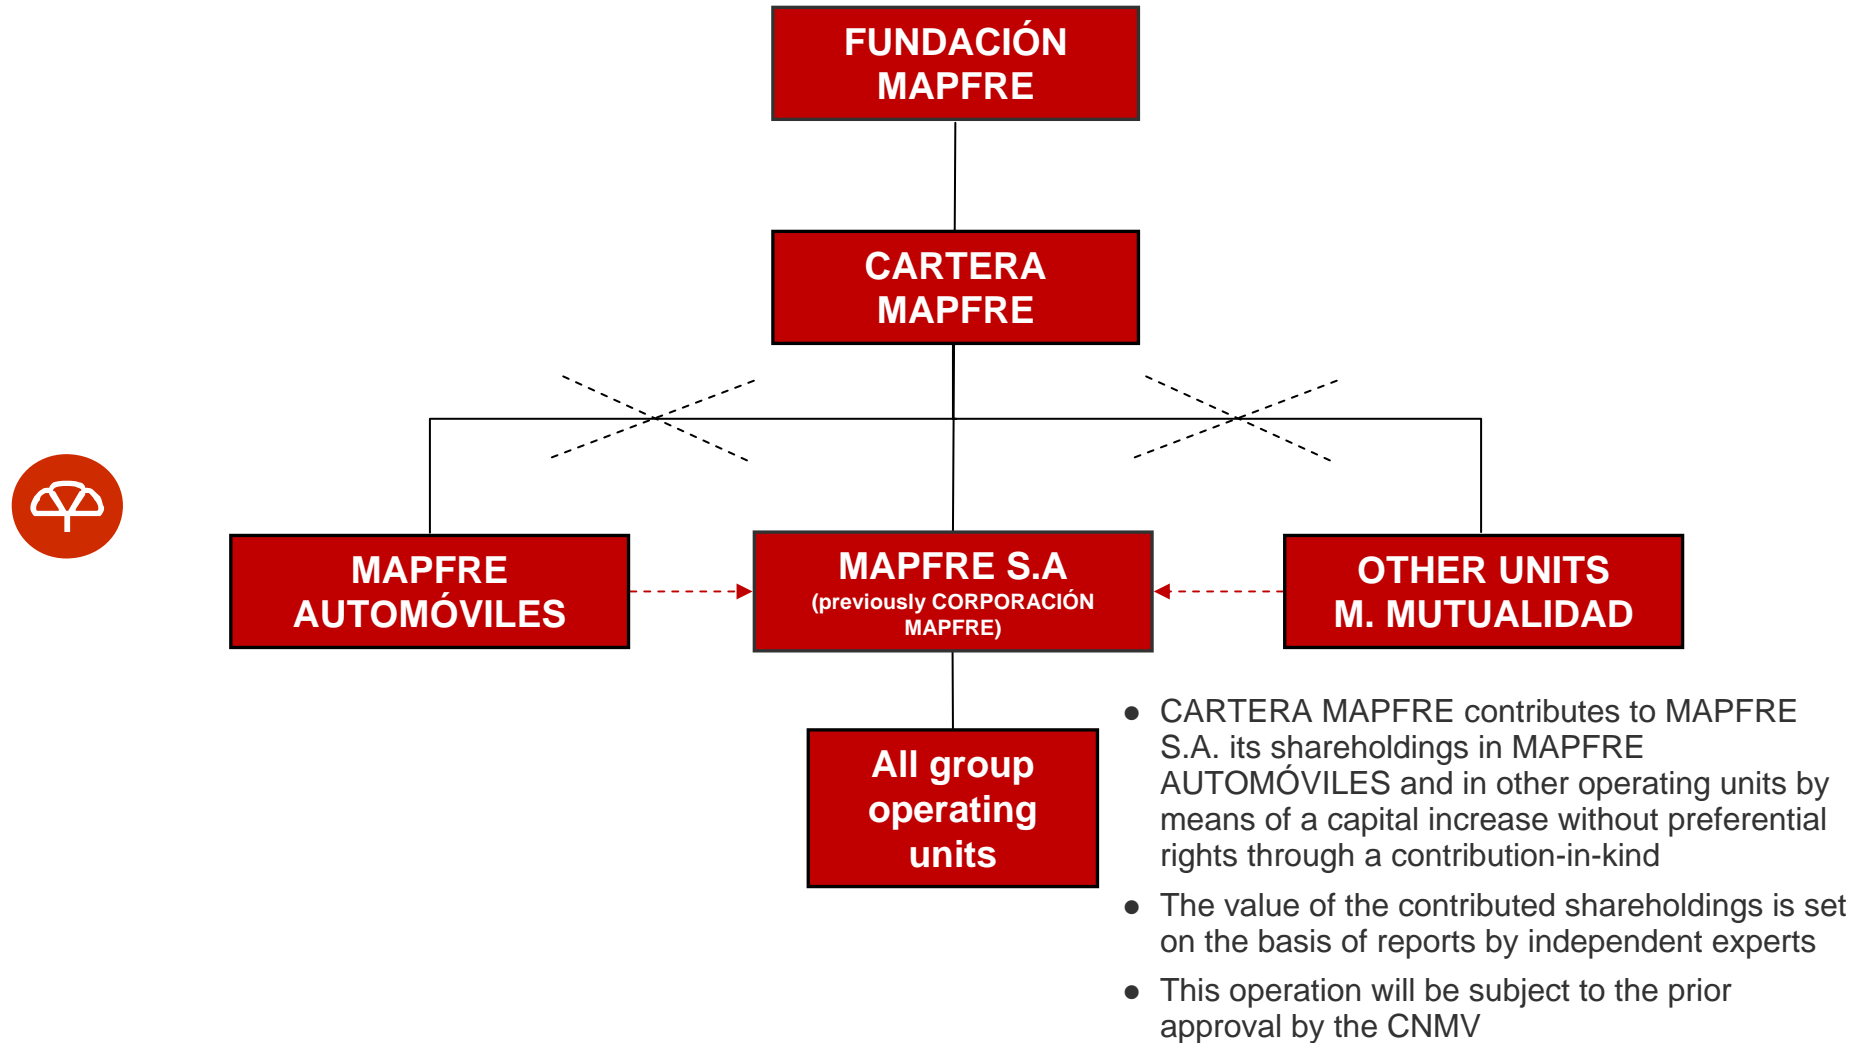 FUNDACIÓN
MAPFRE
CARTERA
MAPFRE
MAPFRE
AUTOMÓVILES
MAPFRE S.A
(previously CORPORACIÓN
MAPFRE)
OTHER UNITS
M. MUTUALIDAD
All group
operating
units
● CARTERA MAPFRE contributes to MAPFRE
S.A. its shareholdings in MAPFRE
AUTOMÓVILES and in other operating units by
means of a capital increase without preferential
rights through a contribution-in-kind
● The value of the contributed shareholdings is set
on the basis of reports by independent experts
● This operation will be subject to the prior
approval by the CNMV